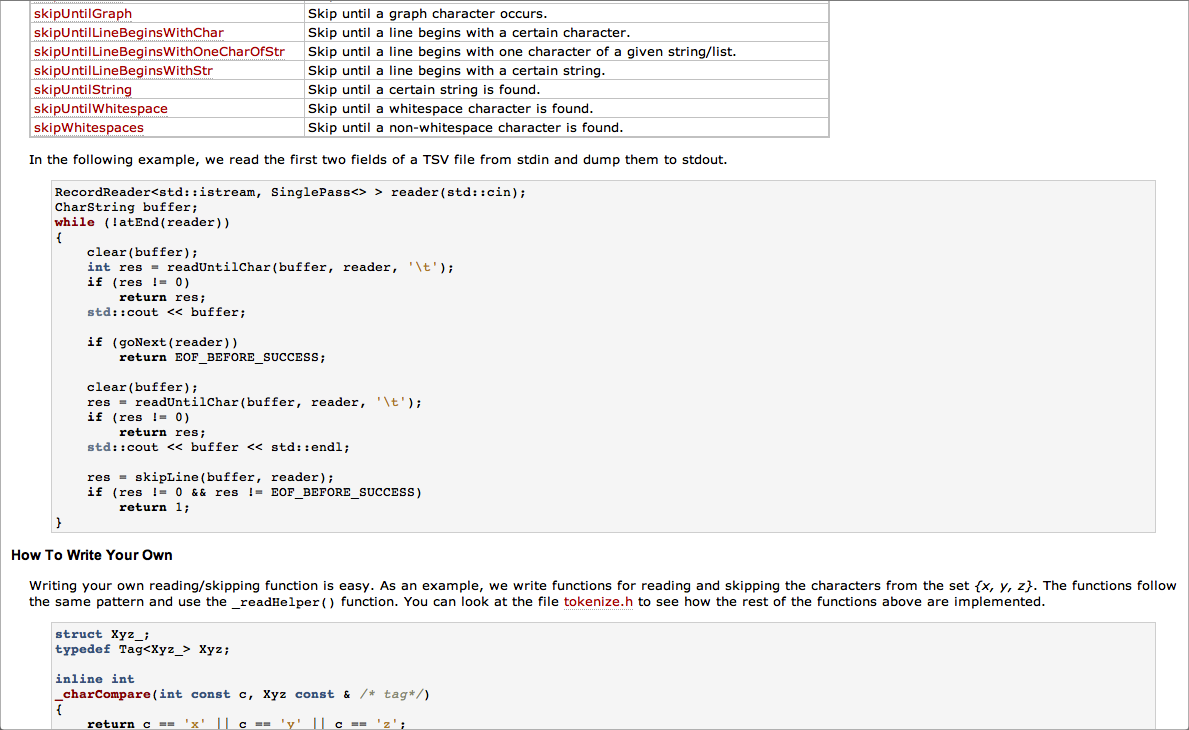 skipUntilGraph Skip until a graph character occurs.
skipUntilLineBeginsWithChar Skip until a line begins with a certain character.
skipUntilLineBeginsWithOneCharOfStr Skip until a line begins with one character of a given string/list.
skipUntilLineBeginsWithStr Skip until a line begins with a certain string.
skipUntilString Skip until a certain string is found.
skipUntilWhitespace Skip until a whitespace character is found.
skipWhitespaces Skip until a non-whitespace character is found.
In the following example, we read the first two fields of a TSV file from stdin and dump them to stdout.
RecordReader<std::istream, SinglePass<> > reader(std::cin);
CharString buffer;
while (!atEnd(reader))
{
    clear(buffer);
    int res = readUntilChar(buffer, reader, '\t');
    if (res != 0)
        return res;
    std::cout << buffer;

    if (goNext(reader))
        return EOF_BEFORE_SUCCESS;

    clear(buffer);
    res = readUntilChar(buffer, reader, '\t');
    if (res != 0)
        return res;
    std::cout << buffer << std::endl;

    res = skipLine(buffer, reader);
    if (res != 0 && res != EOF_BEFORE_SUCCESS)
        return 1;
}
How To Write Your Own
Writing your own reading/skipping function is easy. As an example, we write functions for reading and skipping the characters from the set {x, y, z}. The functions follow
the same pattern and use the _readHelper() function. You can look at the file tokenize.h to see how the rest of the functions above are implemented.
struct Xyz_;
typedef Tag<Xyz_> Xyz;

inline int
_charCompare(int const c, Xyz const & /* tag*/)
{
    return c == 'x' || c == 'y' || c == 'z';